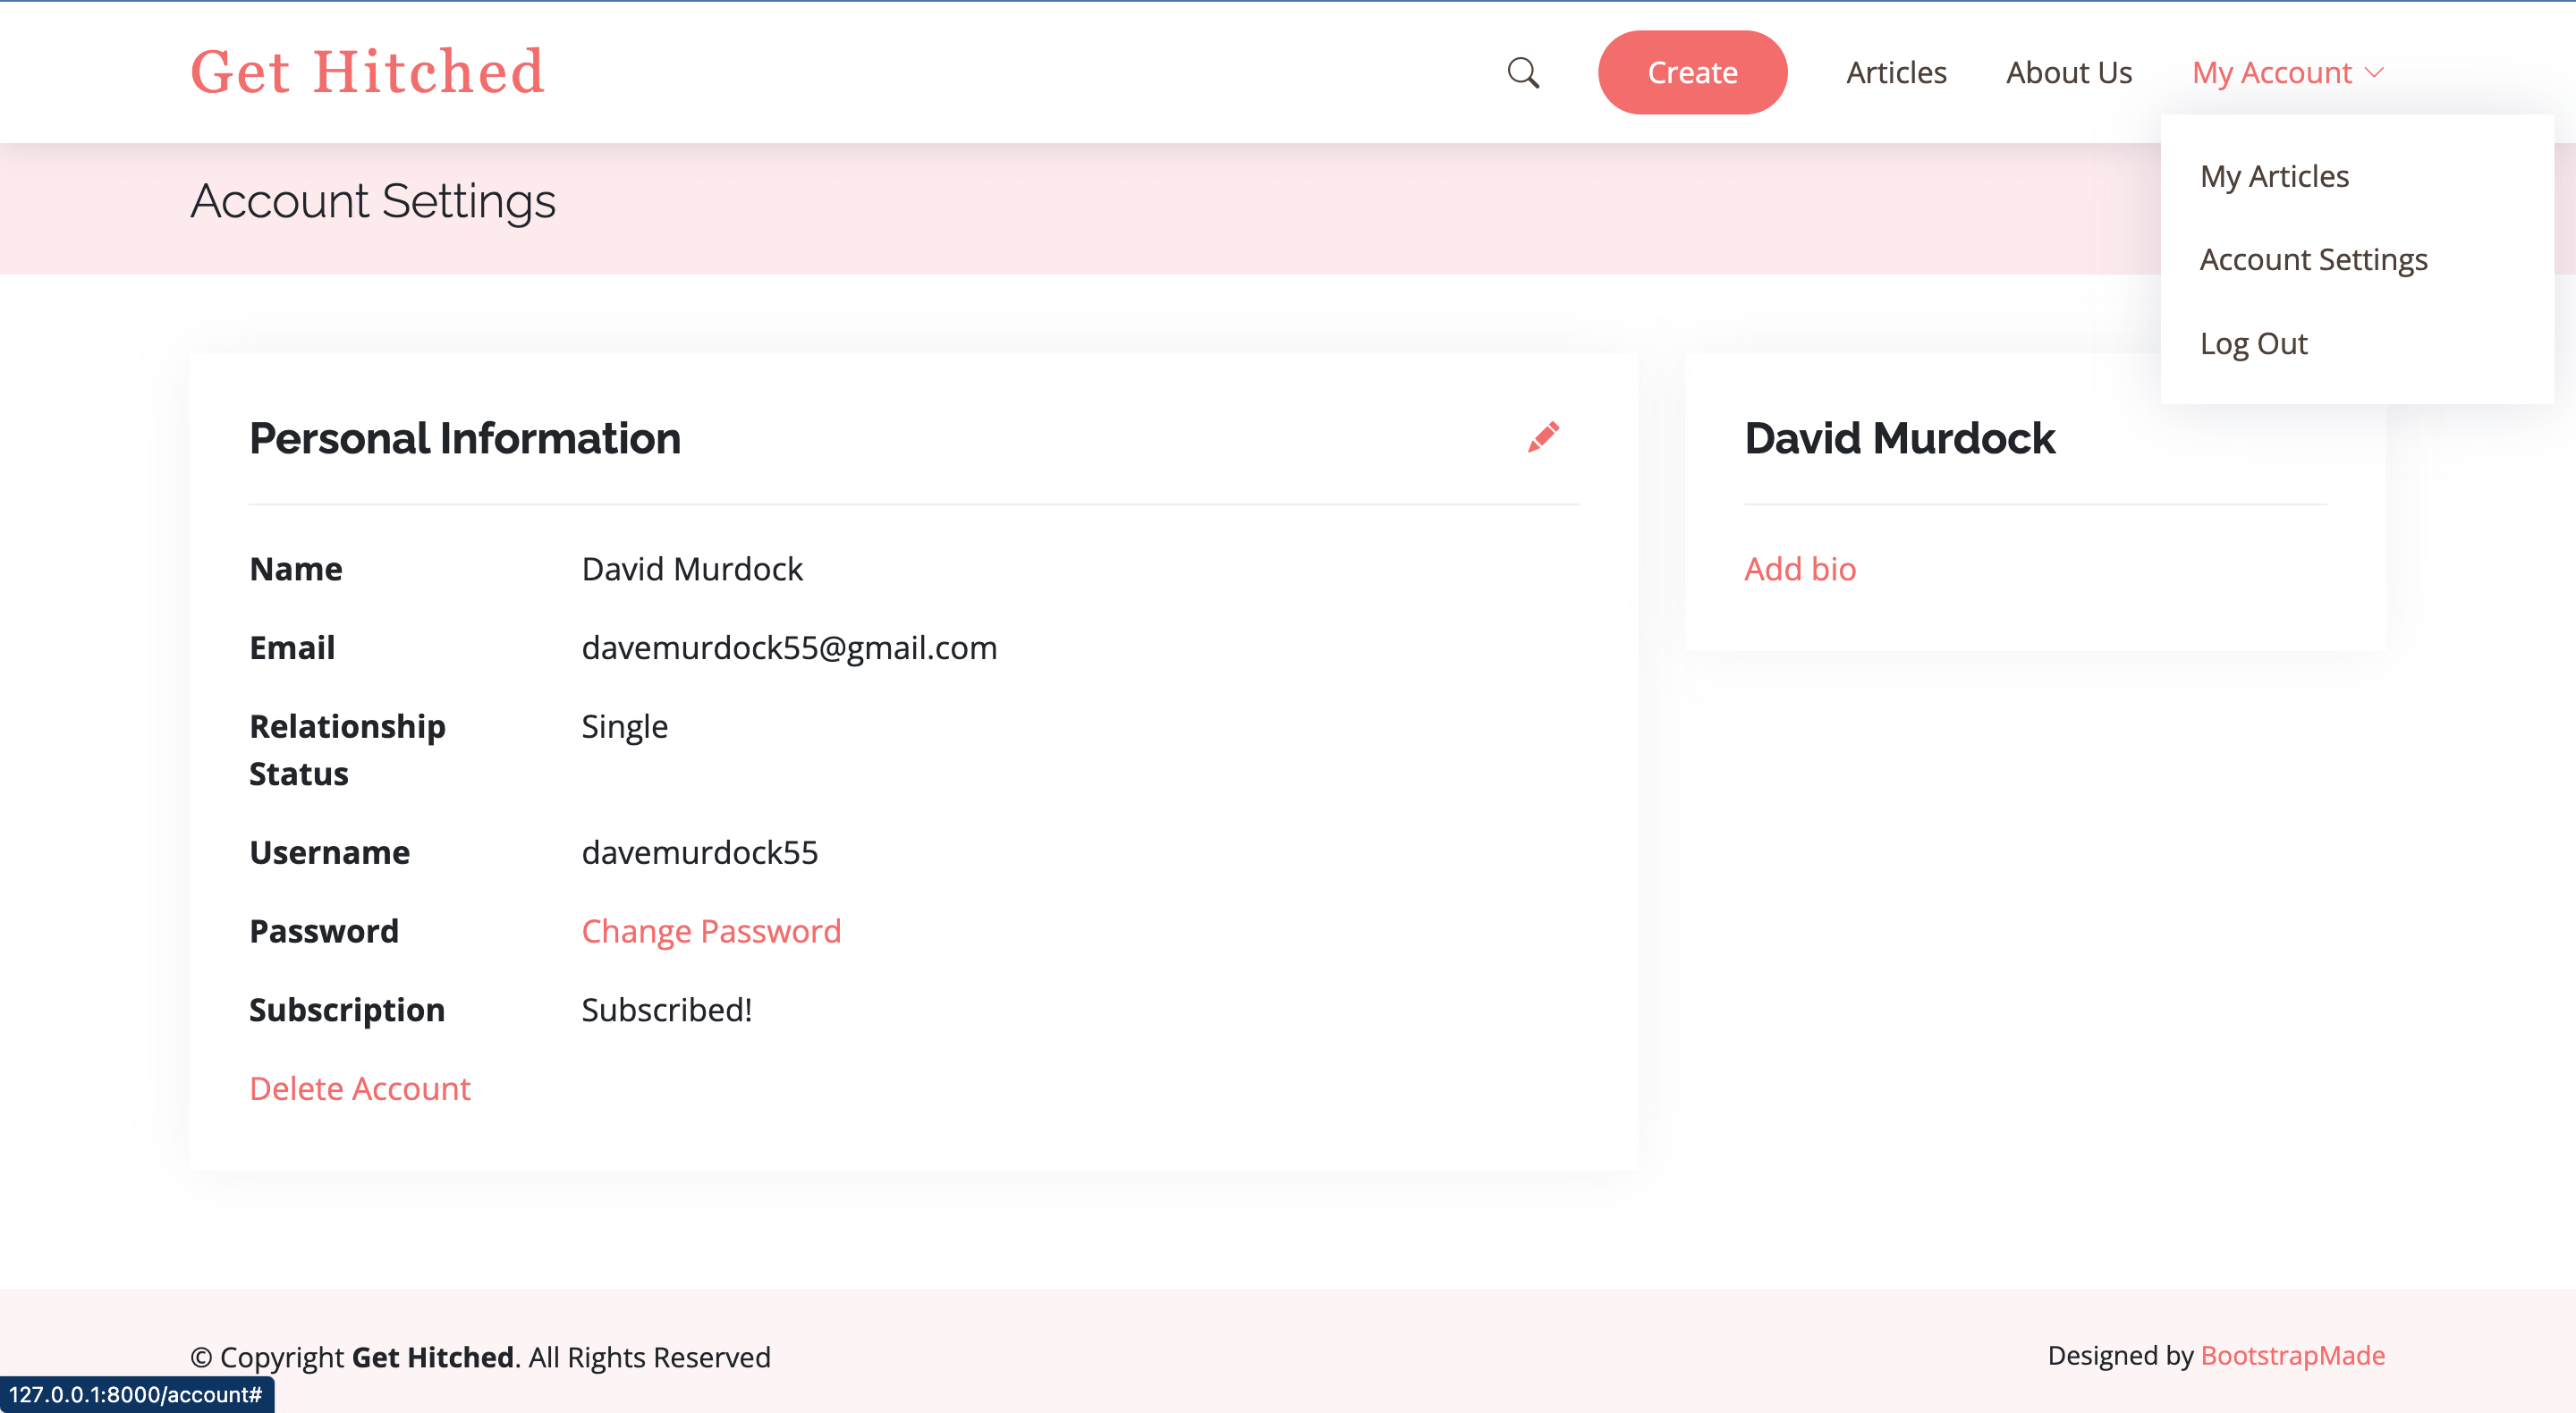 Get Hitched
Create
Articles
About Us
My Account
My Articles
Account Settings
Log Out
Account Settings
Personal Information
Name David Murdock
Email davemurdock55@gmail.com
Relationship Single
Status
Username davemurdock55
Password Change Password
Subscription Subscribed!
Delete Account
David Murdock
Add bio
© Copyright Get Hitched. All Rights Reserved
Designed by BootstrapMade
127.0.0.1:8000/account#